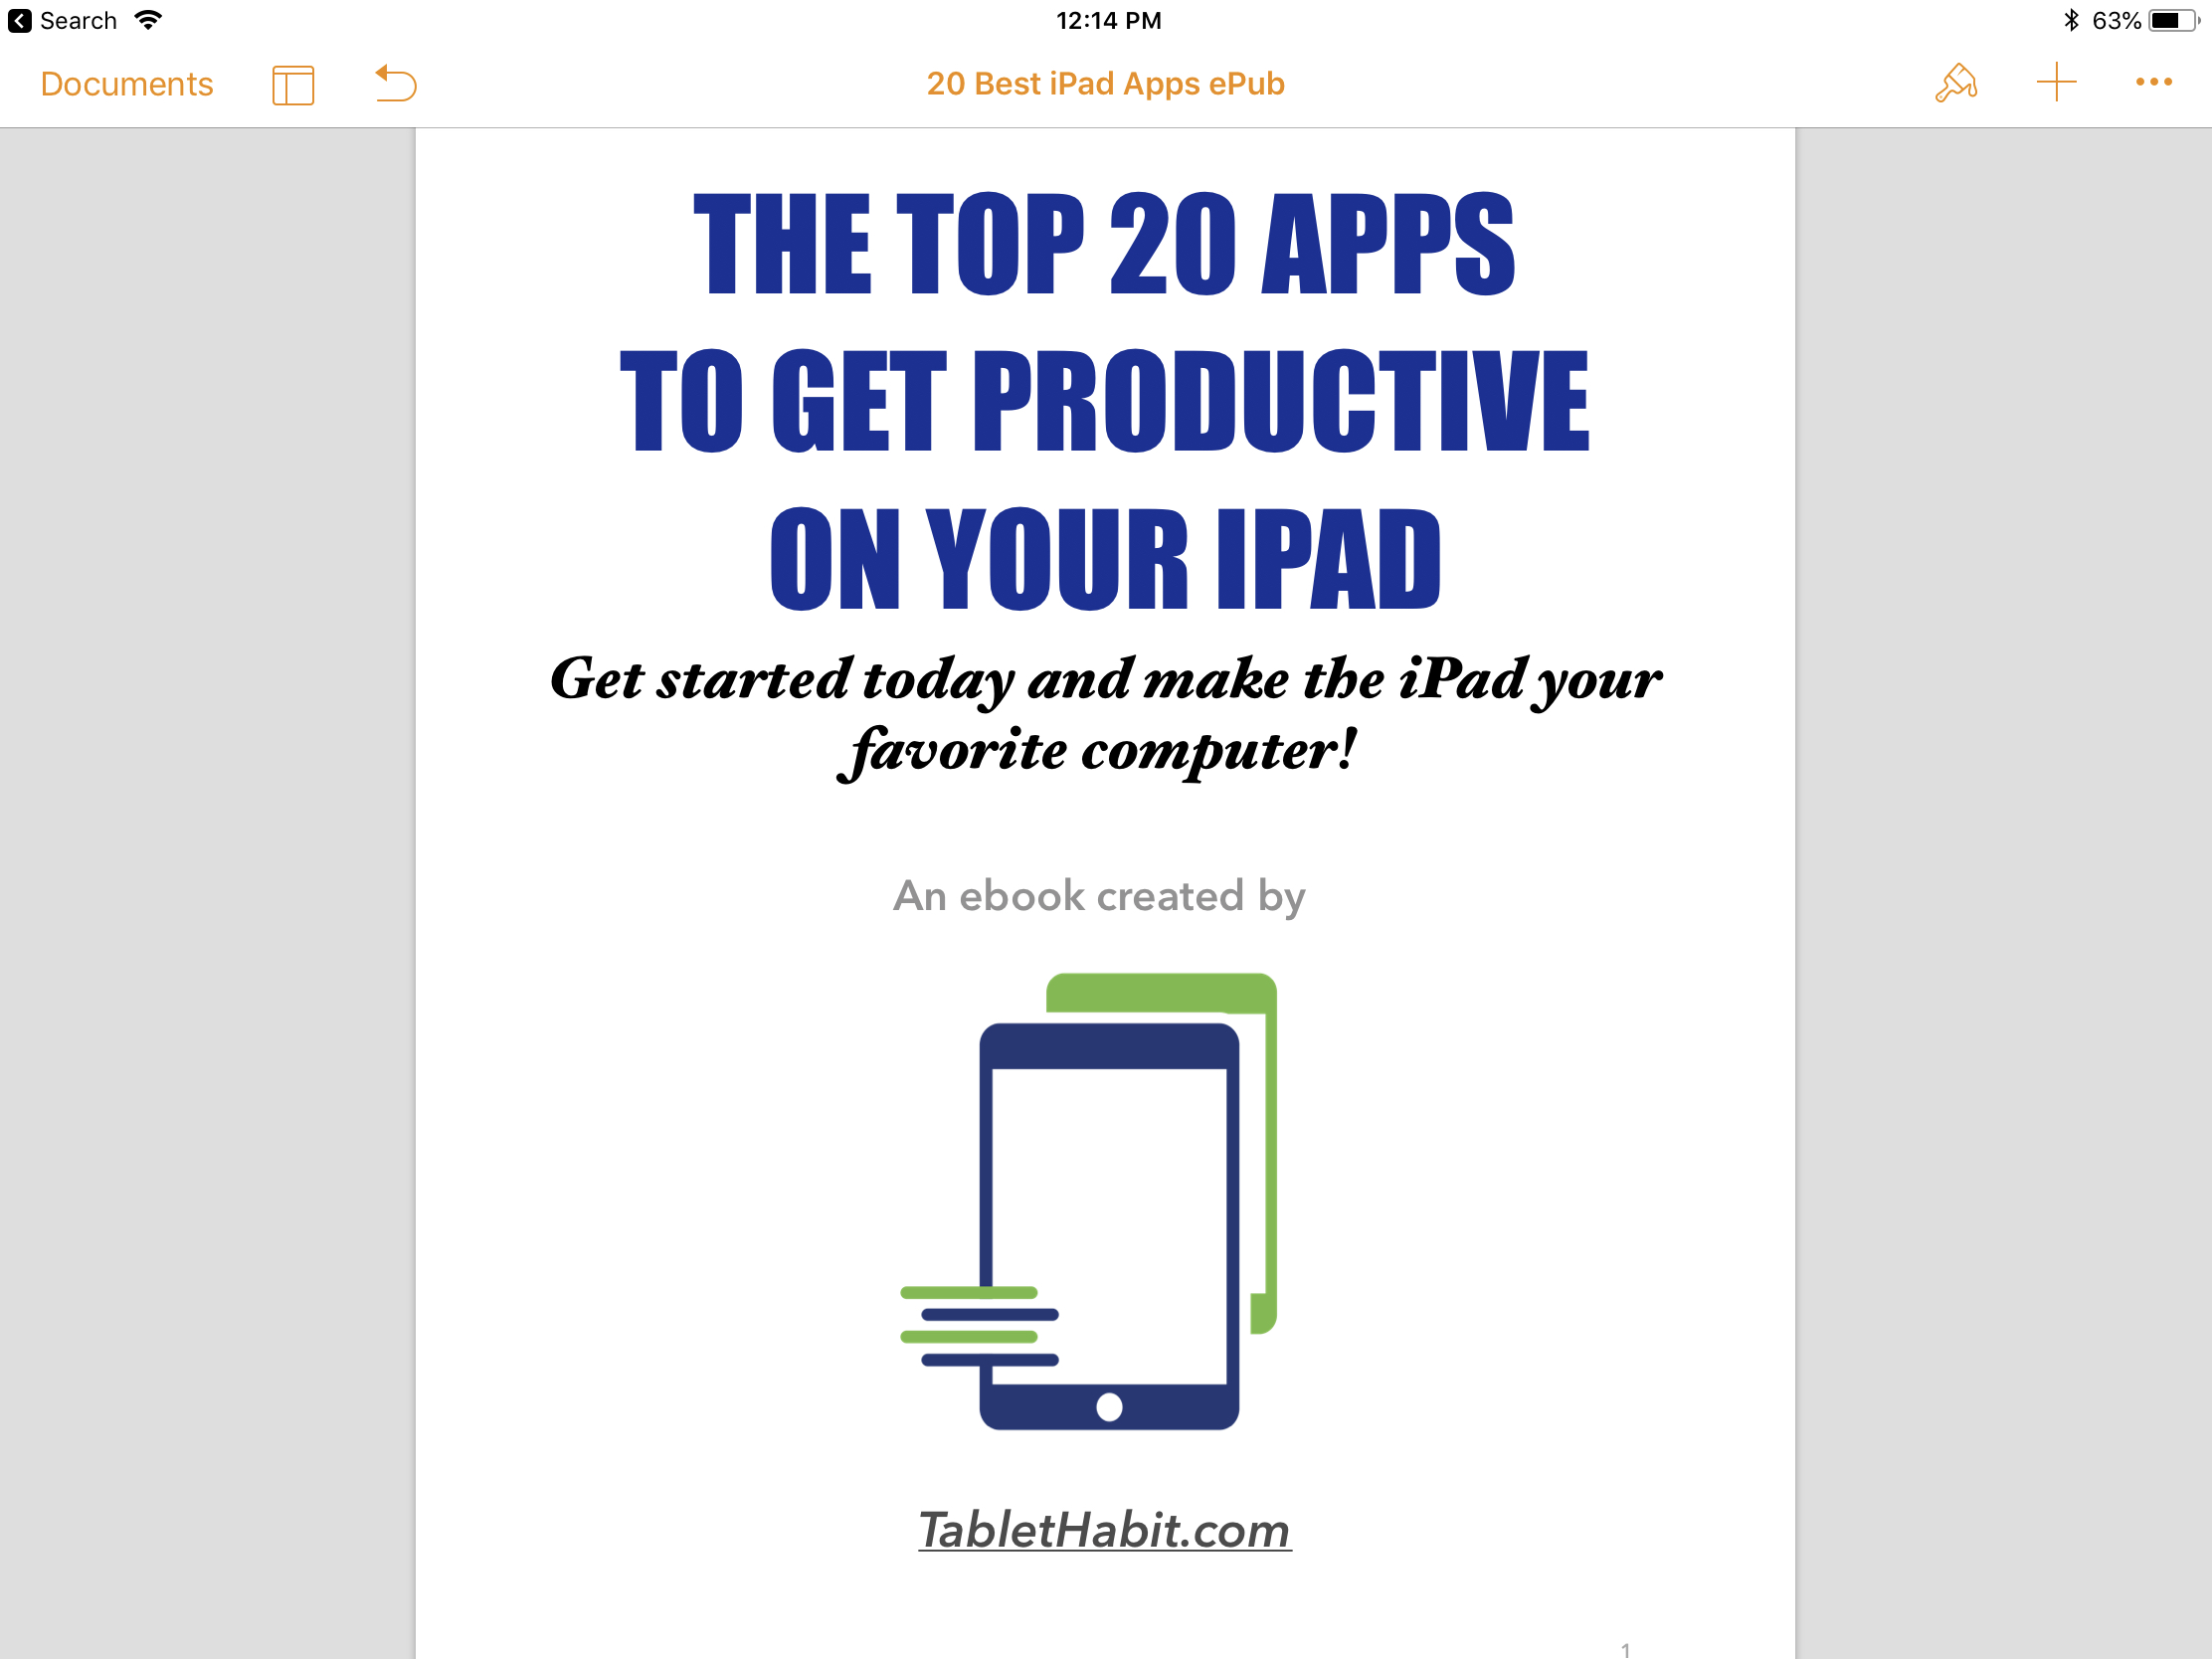 Search
12:14 PM
63%
Documents
20 Best iPad Apps ePub
THE TOP 20 APPS
TO GET PRODUCTIVE
ON YOUR IPAD
Get started today and make the iPad your
favorite computer!
An ebook created by
TabletHabit.com
1